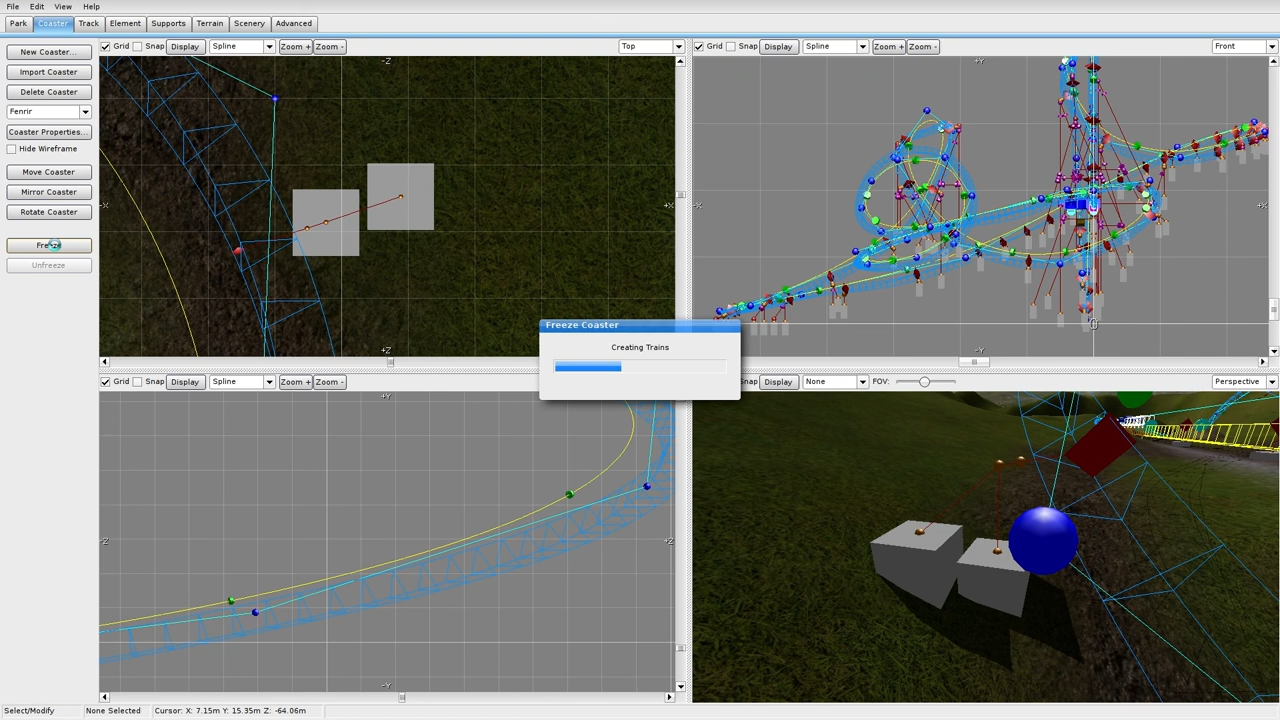 File Edit View Help
Park Coaster Track Element Supports Terrain Scenery Advanced
New Coaster...
Import Coaster
Delete Coaster
Fenrir
Coaster Properties...
Hide Wireframe
Move Coaster
Mirror Coaster
Rotate Coaster
Unfreeze
Grid Snap Display Spline Zoom + Zoom - Top
-Z
-X +X
+Z
Grid Snap Display Spline Zoom + Zoom - Front
+Y
-X +X
0
-Y
Freeze Coaster
Creating Trains
Grid Snap Display Spline Zoom + Zoom -
+Y
-Z +Z
-Y
Snap Display None FOV: Perspective
Select/Modify None Selected Cursor: X: 7.15m Y: 15.35m Z: -64.06m